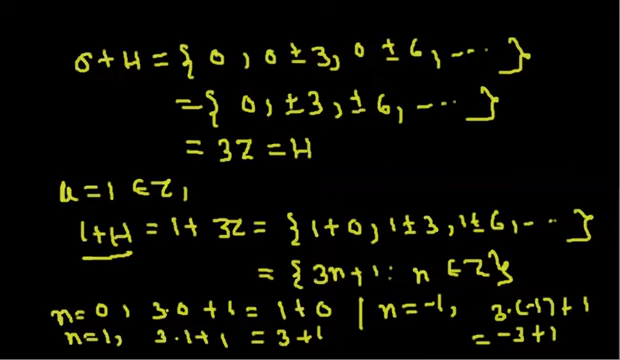 0+H = { 0, 0±3, 0±6, ---- }
= { 0, ±3, ±6, ---- }
= 3Z = H
u = 1 ∈ Z,
1+H = 1+ 3Z = { 1+0, 1±3, 1±6, --- }
= { 3n+1 : n ∈ Z }
n=0, 3·0+1 = 1+0 | n=-1, 3·(-1)+1
n=1, 3·1+1 = 3+1 = -3+1